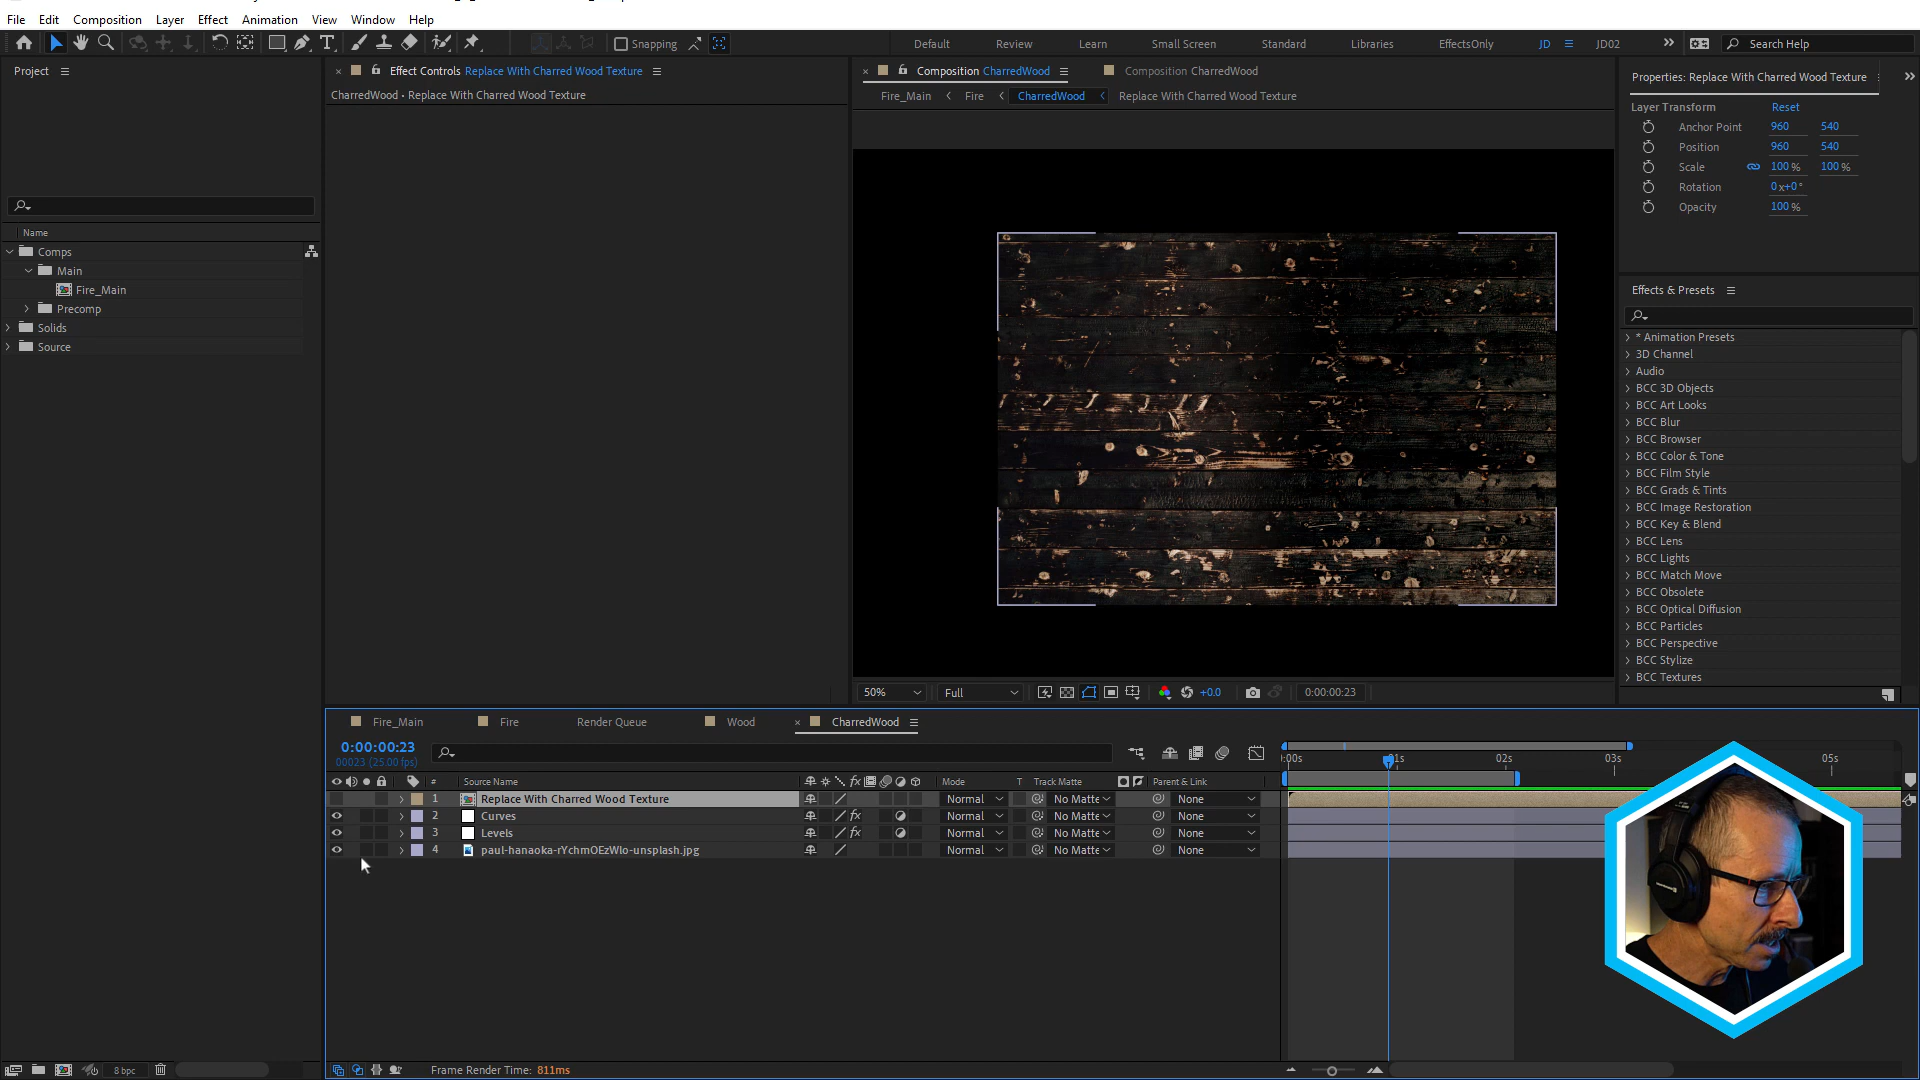 File Edit Composition Layer Effect Animation View Window Help
Snapping
Default Review Learn Small Screen Standard Libraries EffectsOnly JD JD02 Search Help
Project
Effect Controls Replace With Charred Wood Texture
CharredWood • Replace With Charred Wood Texture
Composition CharredWood
Composition CharredWood
Fire_Main Fire CharredWood Replace With Charred Wood Texture
Properties: Replace With Charred Wood Texture
Layer Transform Reset
Anchor Point 960 540
Position 960 540
Scale 100 % 100 %
Rotation 0x+0°
Opacity 100 %
Name
Comps
Main
Fire_Main
Precomp
Solids
Source
Effects & Presets
* Animation Presets
3D Channel
Audio
BCC 3D Objects
BCC Art Looks
BCC Blur
BCC Browser
BCC Color & Tone
BCC Film Style
BCC Grads & Tints
BCC Image Restoration
BCC Key & Blend
BCC Lens
BCC Lights
BCC Match Move
BCC Obsolete
BCC Optical Diffusion
BCC Particles
BCC Perspective
BCC Stylize
BCC Textures
50% Full +0.0 0:00:00:23
Fire_Main Fire Render Queue Wood CharredWood
0:00:00:23
00023 (25.00 fps)
:00s 1s 02s 03s 05s
# Source Name fx Mode T Track Matte Parent & Link
1 Replace With Charred Wood Texture Normal No Matte None
2 Curves fx Normal No Matte None
3 Levels fx Normal No Matte None
4 paul-hanaoka-rYchmOEzWlo-unsplash.jpg Normal No Matte None
8 bpc
Frame Render Time: 811ms